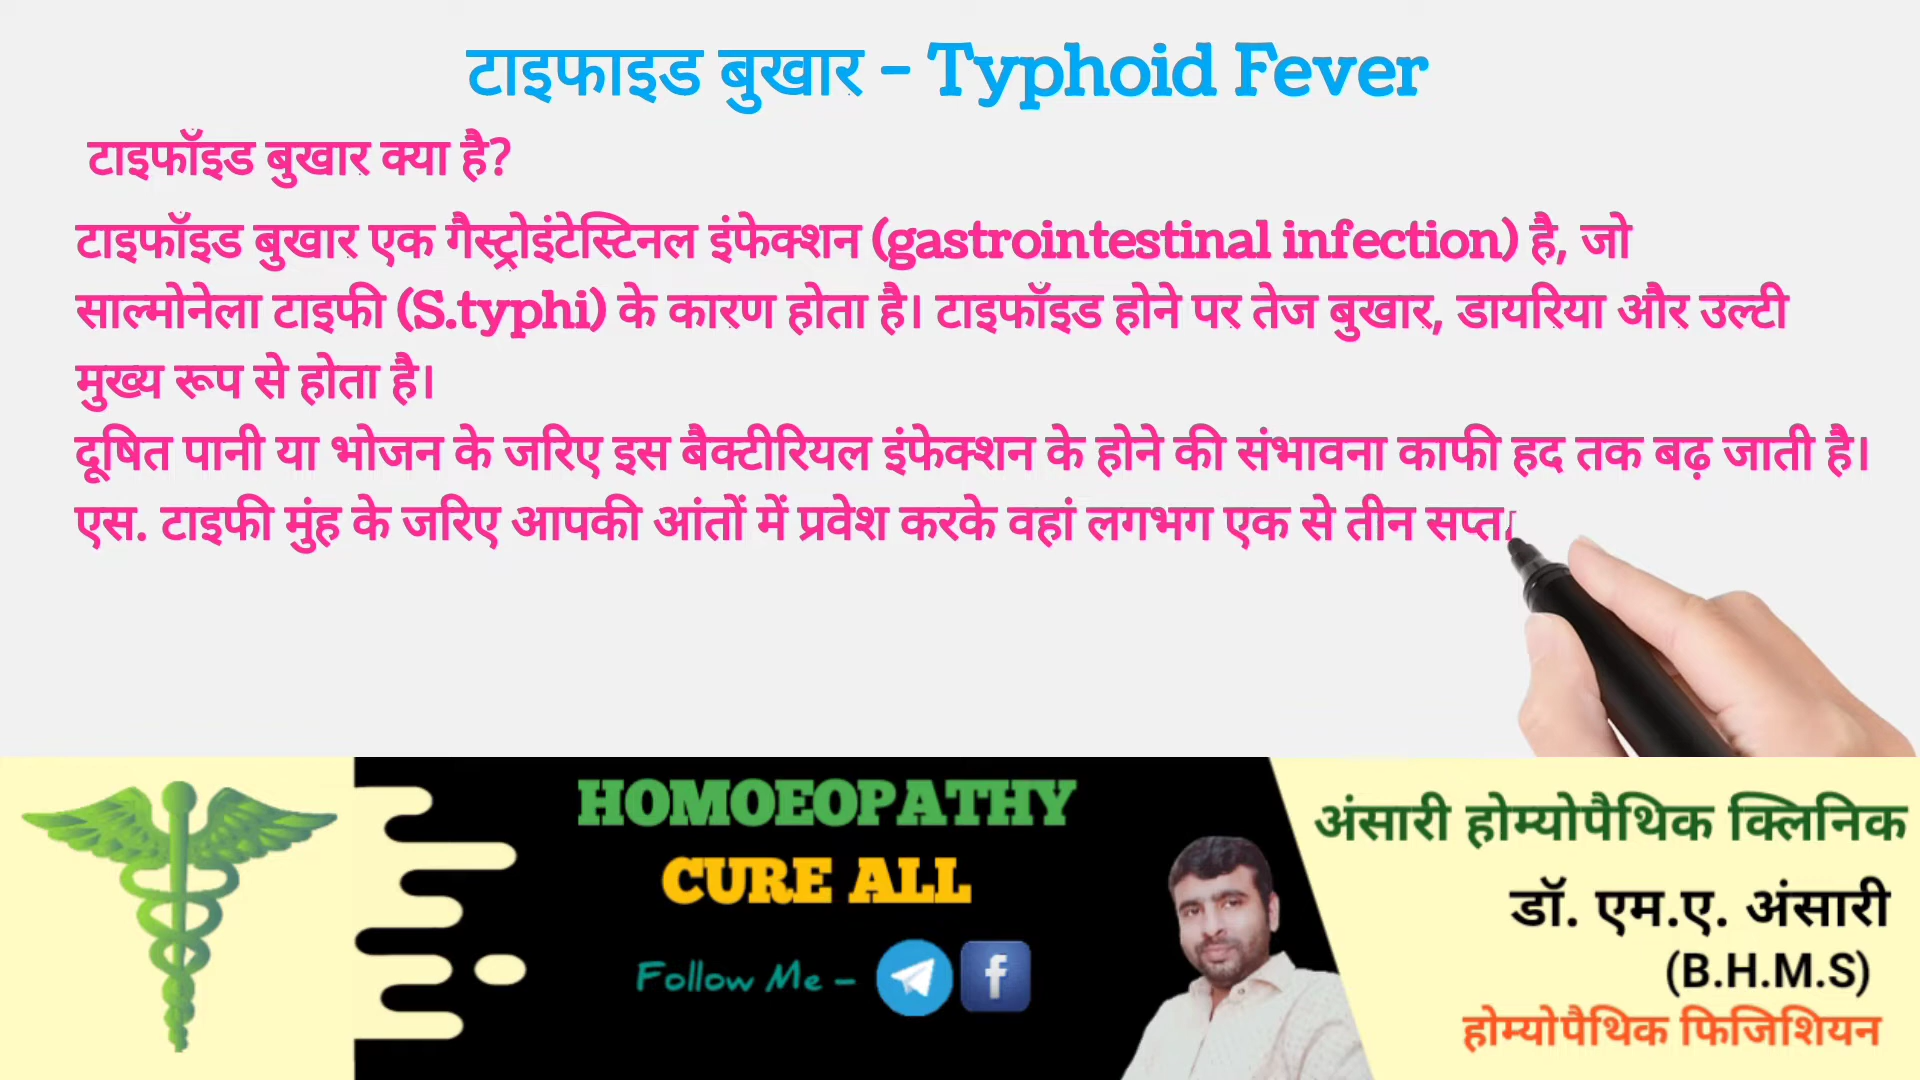 टाइफाइड बुखार - Typhoid Fever
टाइफॉइड बुखार क्या है?
टाइफॉइड बुखार एक गैस्ट्रोइंटेस्टिनल इंफेक्शन (gastrointestinal infection) है, जो
साल्मोनेला टाइफी (S.typhi) के कारण होता है। टाइफॉइड होने पर तेज बुखार, डायरिया और उल्टी
मुख्य रूप से होता है।
दूषित पानी या भोजन के जरिए इस बैक्टीरियल इंफेक्शन के होने की संभावना काफी हद तक बढ़ जाती है।
एस. टाइफी मुंह के जरिए आपकी आंतों में प्रवेश करके वहां लगभग एक से तीन
HOMOEOPATHY
CURE ALL
Follow Me -
अंसारी होम्योपैथिक क्लिनिक
डॉ. एम.ए. अंसारी
(B.H.M.S)
होम्योपैथिक फिजिशियन